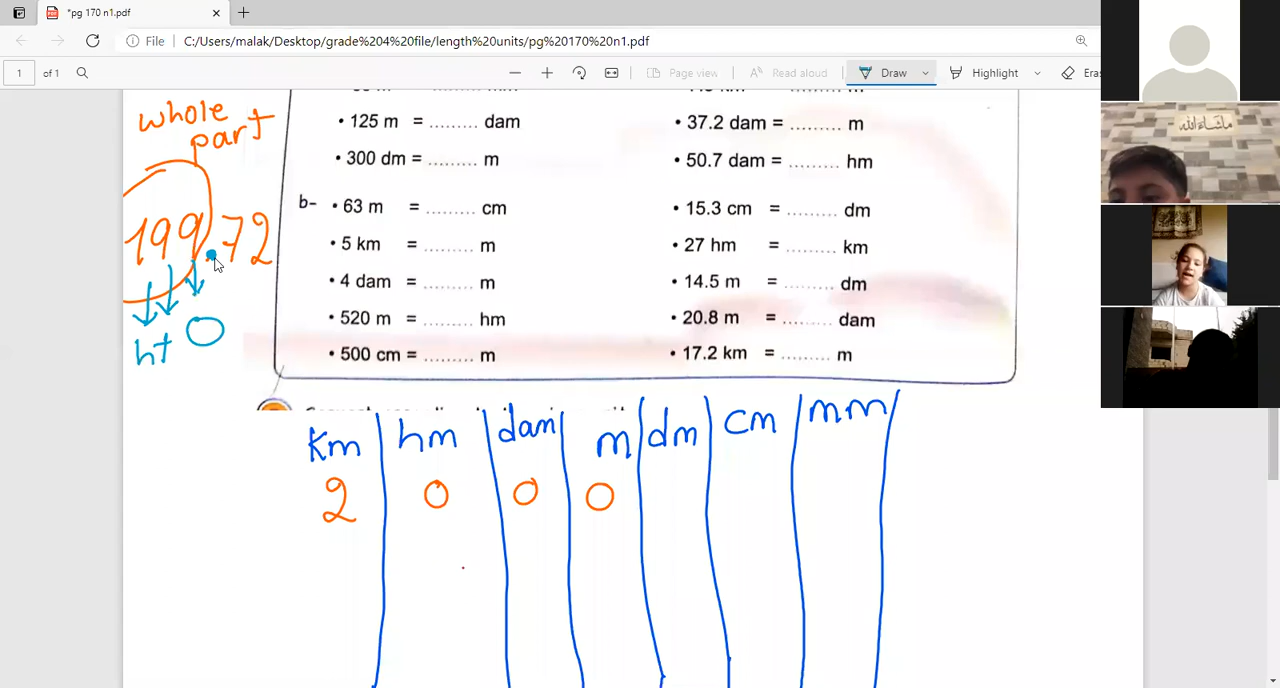 *pg 170 n1.pdf
File C:/Users/malak/Desktop/grade%204%20file/length%20units/pg%20170%20n1.pdf
1 of 1 Page view Read aloud Draw Highlight
whole
part
199.72
h t O
• 125 m = ......... dam
• 300 dm = ......... m
• 37.2 dam = ......... m
• 50.7 dam = ......... hm
b- • 63 m = ......... cm
• 5 km = ......... m
• 4 dam = ......... m
• 520 m = ......... hm
• 500 cm = ......... m
• 15.3 cm = ......... dm
• 27 hm = ......... km
• 14.5 m = ......... dm
• 20.8 m = ......... dam
• 17.2 km = ......... m
Km hm dam m dm cm mm
2 0 0 0
ما شاء الله